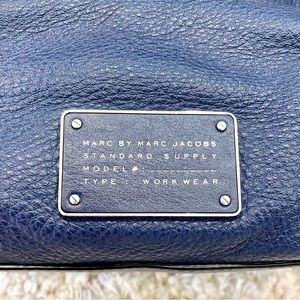 MARC BY MARC JACOBS
STANDARD SUPPLY
MODEL#
TYPE: WORKWEAR